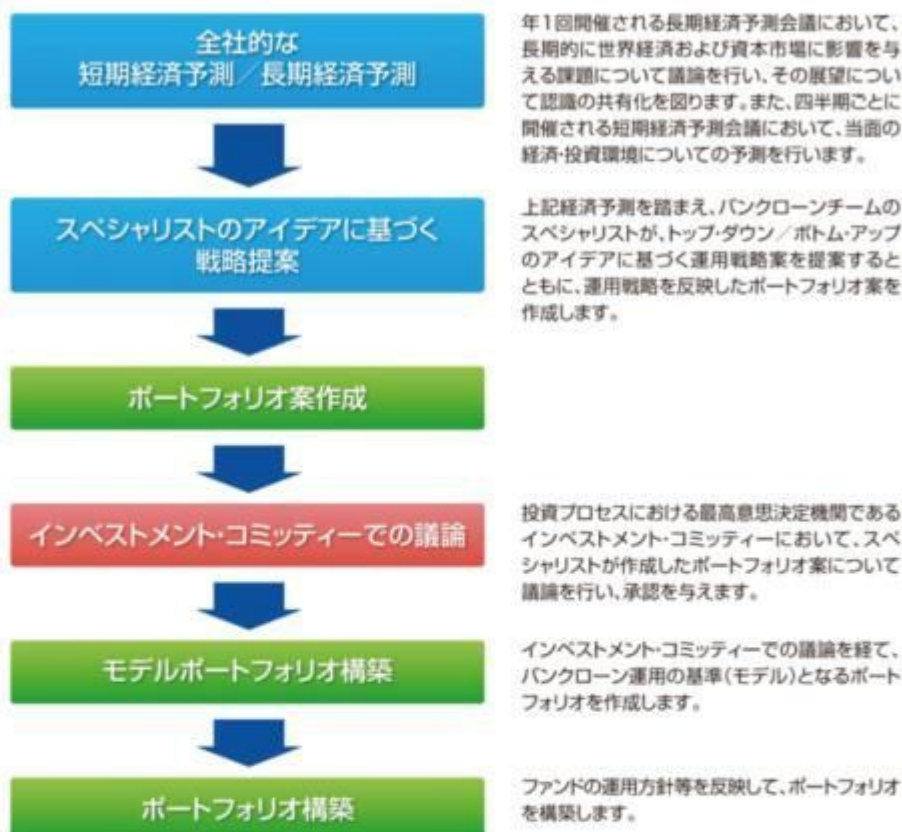 全社的な
短期経済予測／長期経済予測
年1回開催される長期経済予測会議において、
長期的に世界経済および資本市場に影響を与
える課題について議論を行い、その展望につい
て認識の共有化を図ります。また、四半期ごとに
開催される短期経済予測会議において、当面の
経済・投資環境についての予測を行います。
スペシャリストのアイデアに基づく
戦略提案
上記経済予測を踏まえ、バンクローンチームの
スペシャリストが、トップ・ダウン／ボトム・アップ
のアイデアに基づく運用戦略案を提案すると
ともに、運用戦略を反映したポートフォリオ案を
作成します。
ポートフォリオ案作成
インベストメント・コミッティーでの議論
投資プロセスにおける最高意思決定機関である
インベストメント・コミッティーにおいて、スペ
シャリストが作成したポートフォリオ案について
議論を行い、承認を与えます。
モデルポートフォリオ構築
インベストメント・コミッティーでの議論を経て、
バンクローン運用の基準(モデル)となるポート
フォリオを作成します。
ポートフォリオ構築
ファンドの運用方針等を反映して、ポートフォリオ
を構築します。